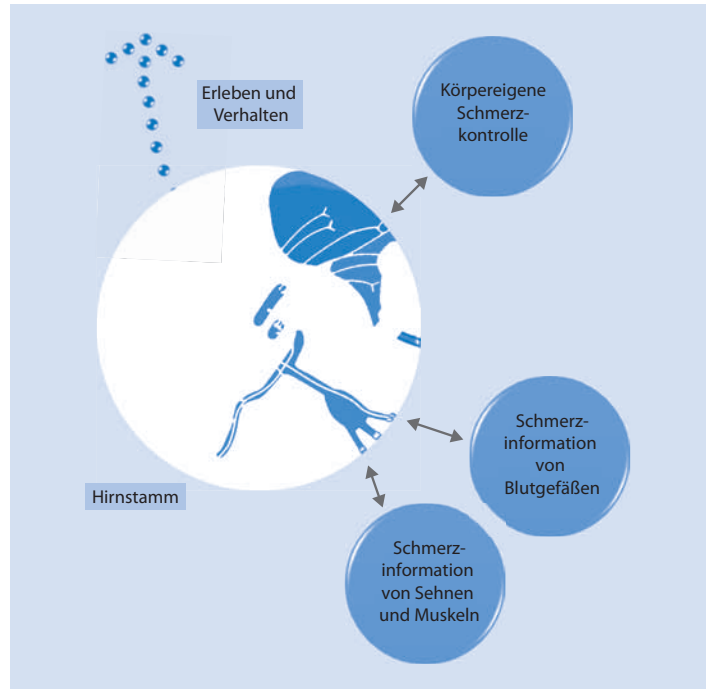 Erleben und
Verhalten
Körpereigene
Schmerz-
kontrolle
Schmerz-
information
von
Blutgefäßen
Hirnstamm
Schmerz-
information
von Sehnen
und Muskeln